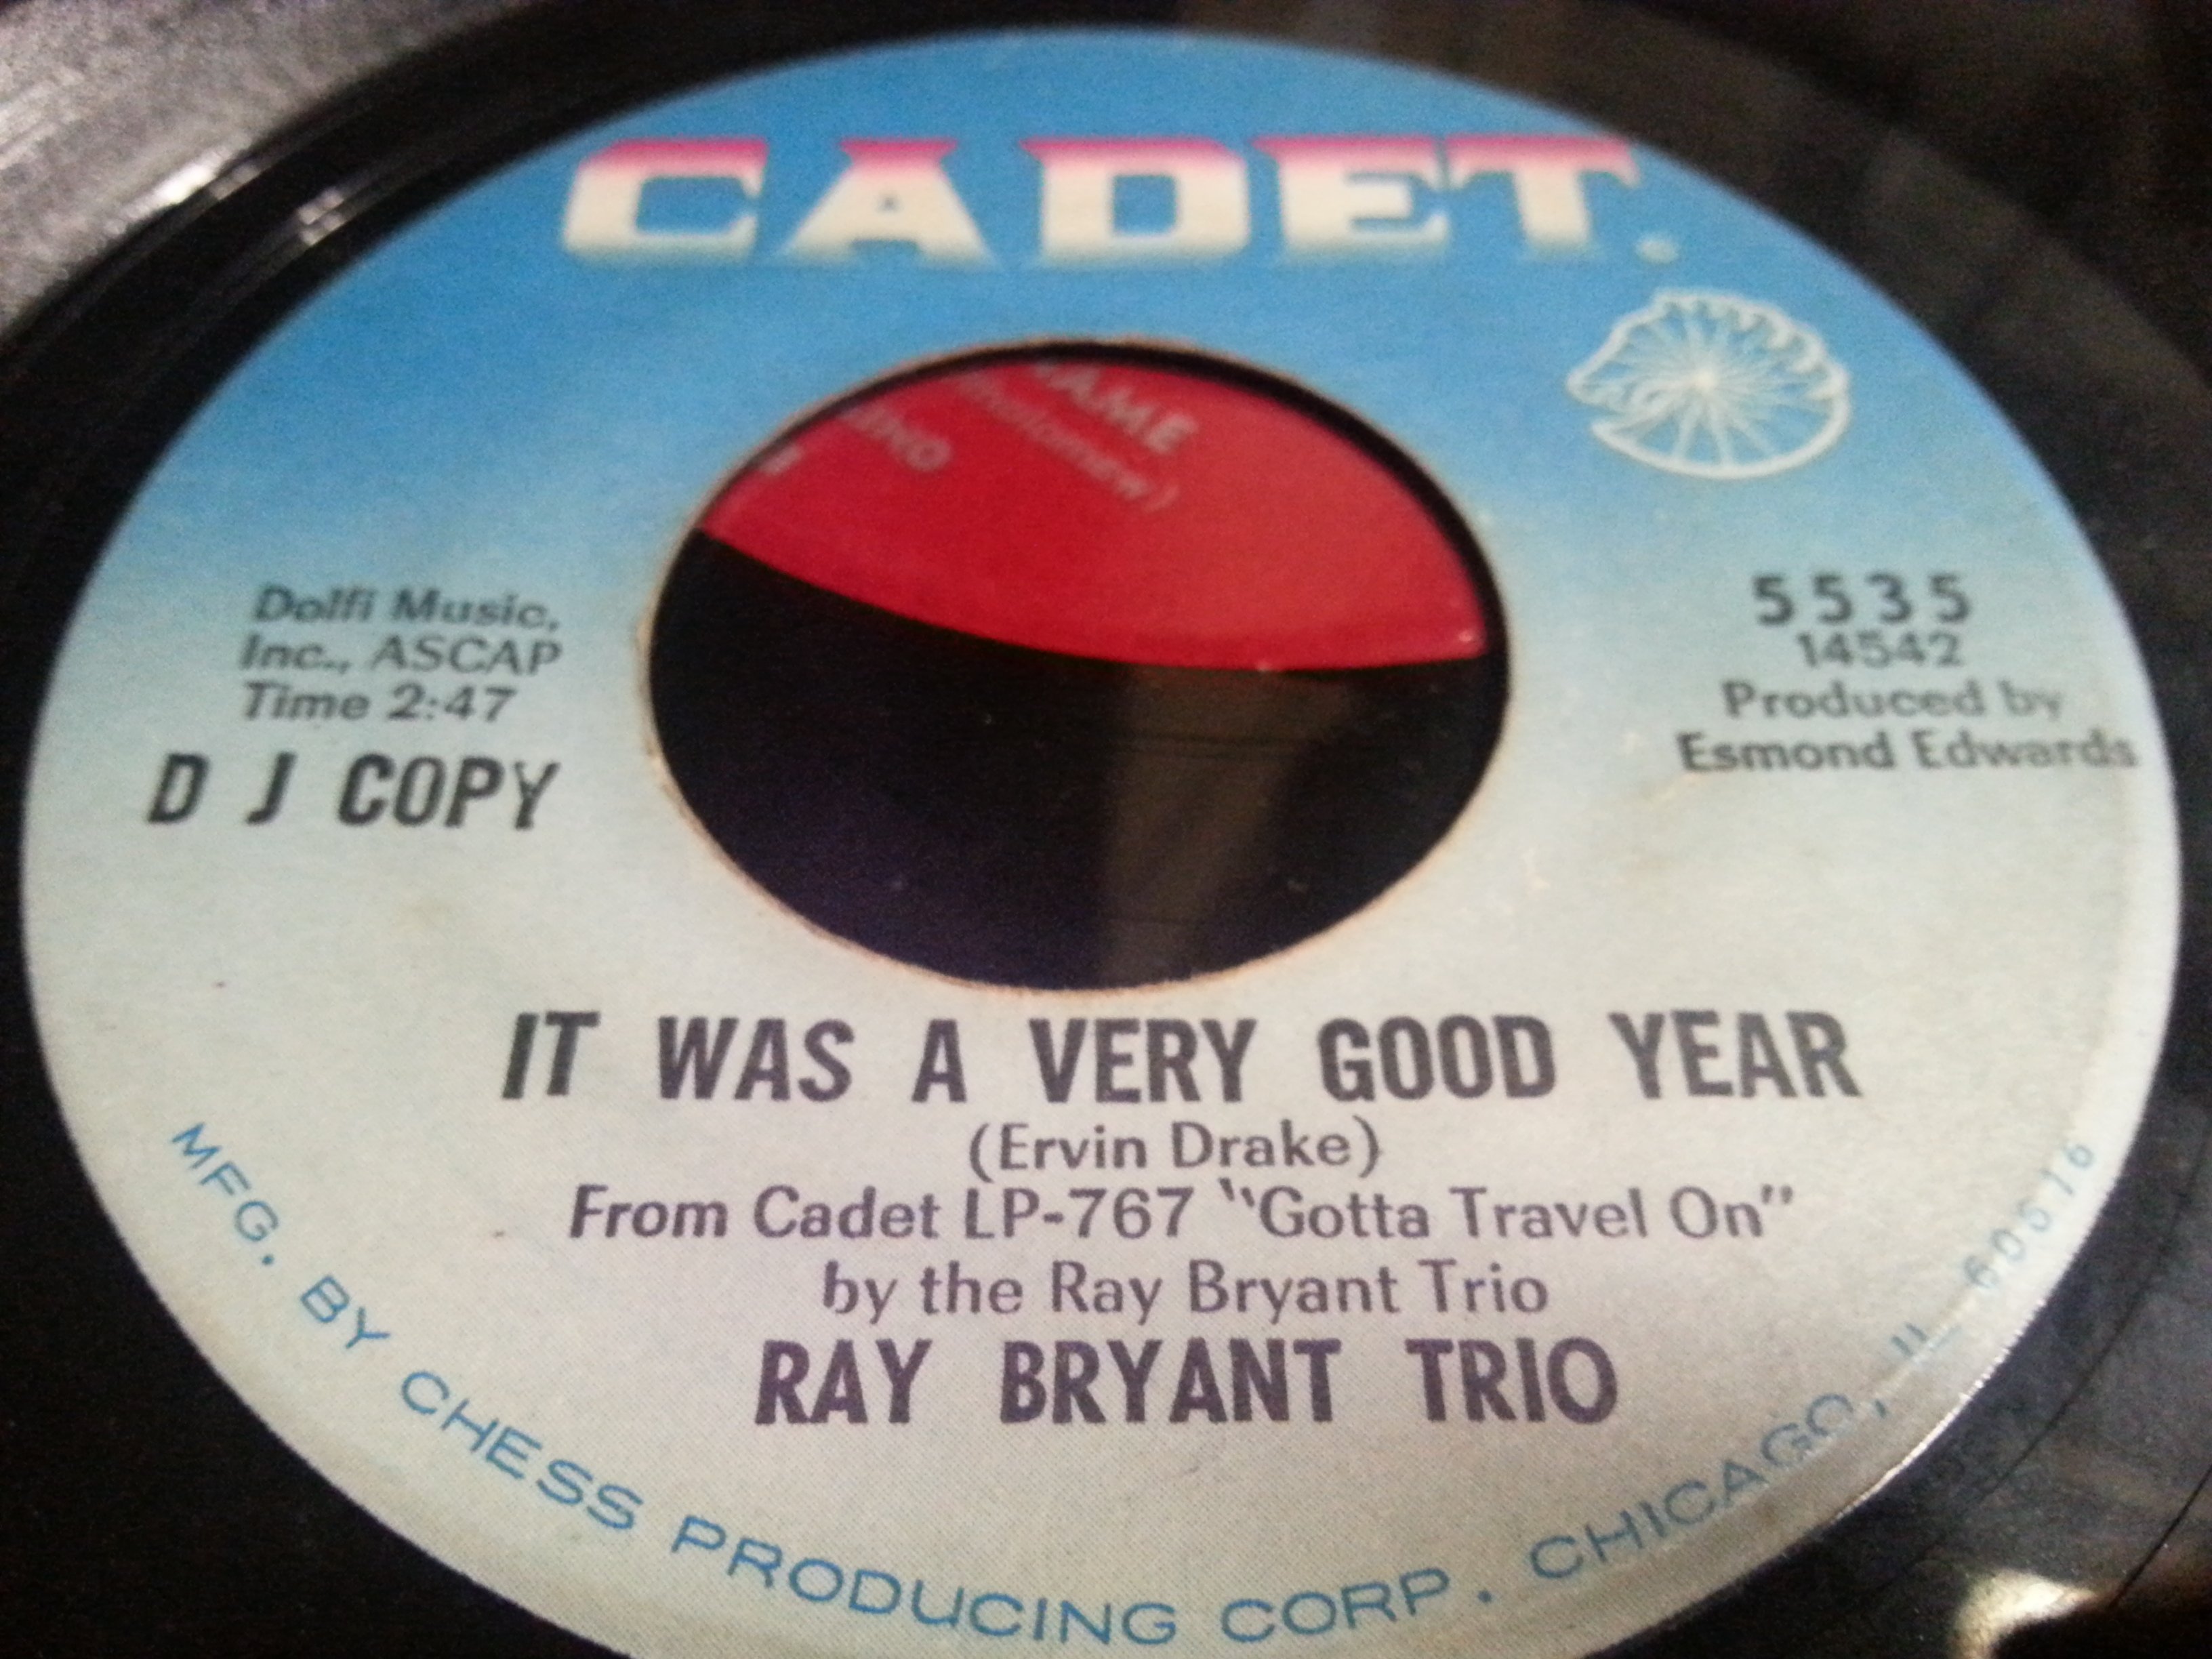 CADET.
AME
Dolfi Music,
Inc., ASCAP
Time 2:47
D J COPY
5535
14542
Produced by
Esmond Edwards
IT WAS A VERY GOOD YEAR
(Ervin Drake)
From Cadet LP-767 "Gotta Travel On"
by the Ray Bryant Trio
RAY BRYANT TRIO
MFG. BY CHESS PRODUCING CORP. CHICAGO, IL 60616